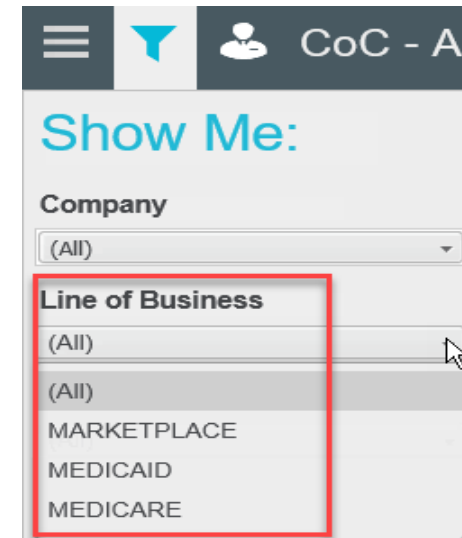 CoC - A
Show Me:
Company
(All)
Line of Business
(All)
(All)
MARKETPLACE
MEDICAID
MEDICARE